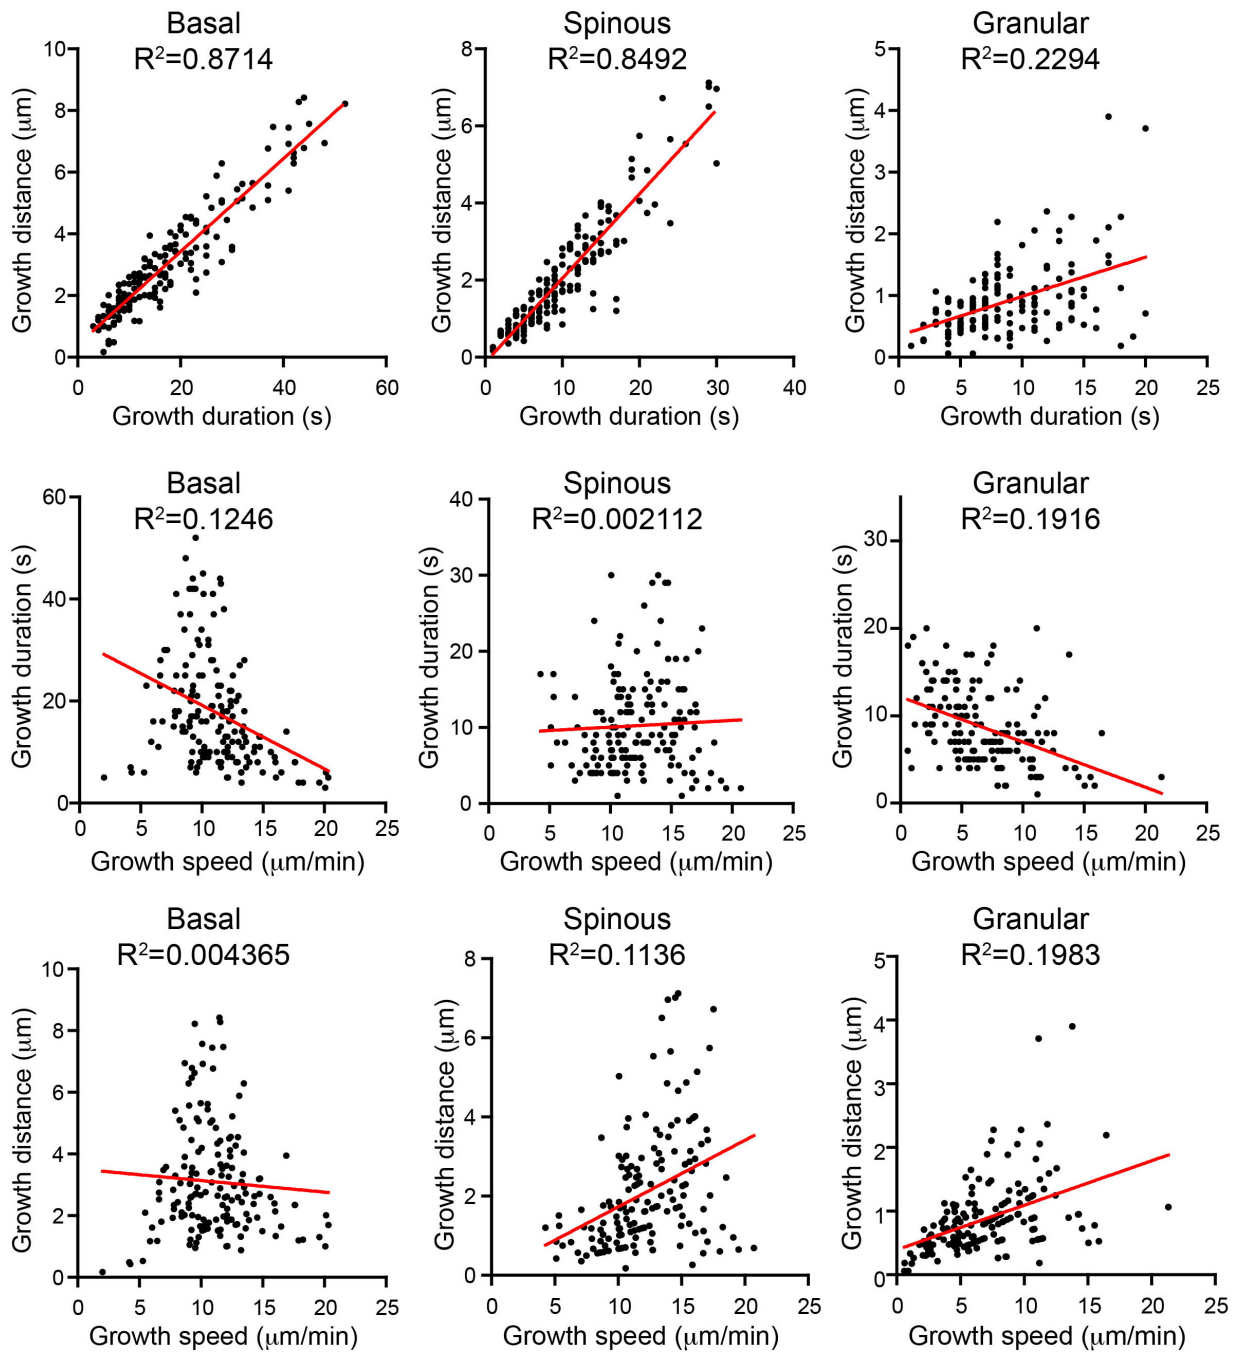 Basal
R²=0.8714
Growth distance (μm)
10
8
6
4
2
0
0 20 40 60
Growth duration (s)
Spinous
R²=0.8492
Growth distance (μm)
8
6
4
2
0
0 10 20 30 40
Growth duration (s)
Granular
R²=0.2294
Growth distance (μm)
5
4
3
2
1
0
0 5 10 15 20 25
Growth duration (s)
Basal
R²=0.1246
Growth duration (s)
60
40
20
0
0 5 10 15 20 25
Growth speed (μm/min)
Spinous
R²=0.002112
Growth duration (s)
40
30
20
10
0
0 5 10 15 20 25
Growth speed (μm/min)
Granular
R²=0.1916
Growth duration (s)
30
20
10
0
0 5 10 15 20 25
Growth speed (μm/min)
Basal
R²=0.004365
Growth distance (μm)
10
8
6
4
2
0
0 5 10 15 20 25
Growth speed (μm/min)
Spinous
R²=0.1136
Growth distance (μm)
8
6
4
2
0
0 5 10 15 20 25
Growth speed (μm/min)
Granular
R²=0.1983
Growth distance (μm)
5
4
3
2
1
0
0 5 10 15 20 25
Growth speed (μm/min)